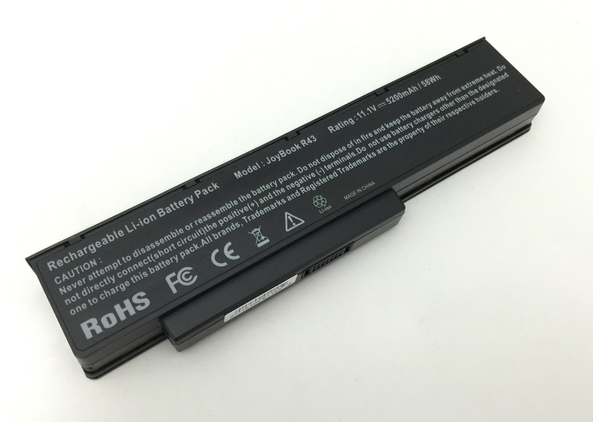 Rechargeable Li-ion Battery Pack Model : JoyBook R43 Rating : 11.1V⎓5200mAh / 58Wh
CAUTION :
Never attempt to disassemble or reassemble the battery pack. Do not dispose of in fire and keep the battery away from extreme heat. Do
not directly connect(short circuit)the positive(+) and the negative (-) terminals.Do not use battery chargers other than the designated
one to charge this battery pack.All brands, Trademarks and Registered Trademarks are the property of their respective holders.
RoHS FC CE Li-ion MADE IN CHINA